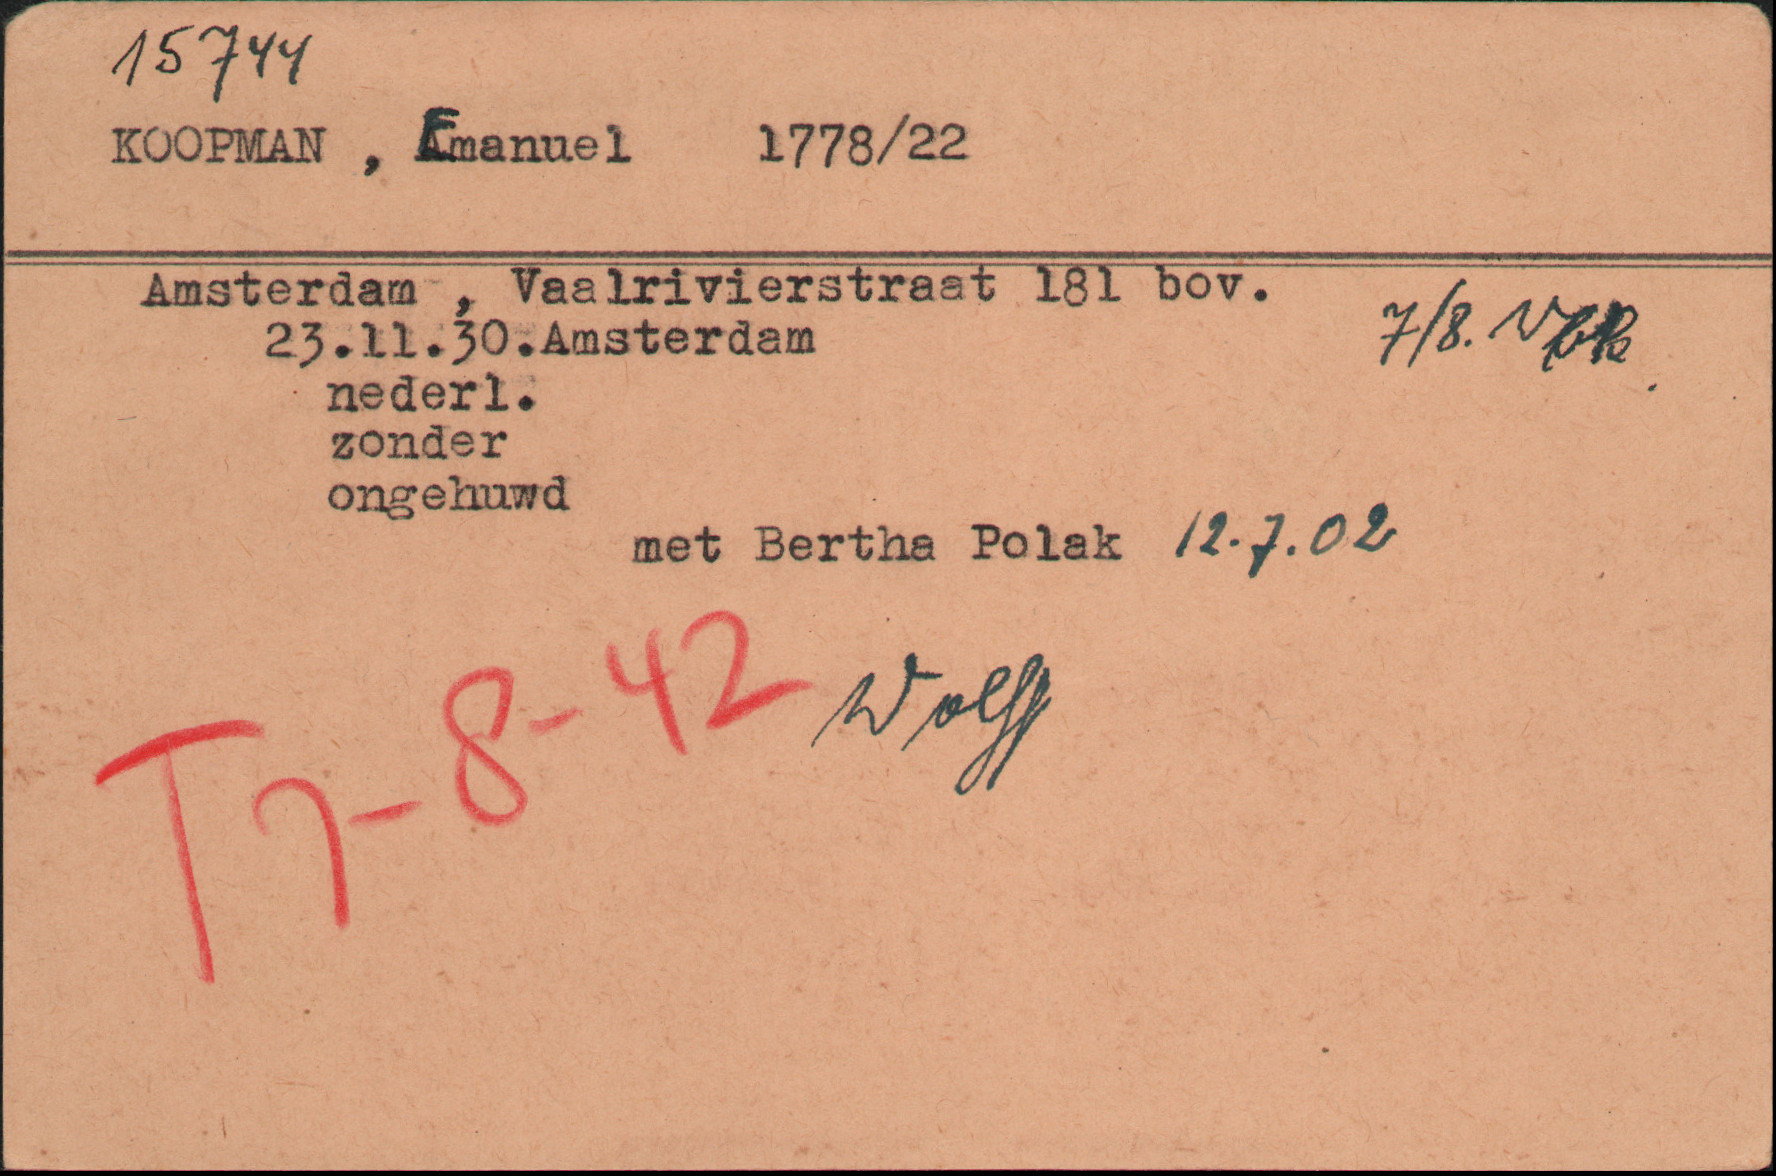 15744
KOOPMAN , Emanuel 1778/22
Amsterdam , Vaalrivierstraat 181 bov.
7/8.
23.11.30.Amsterdam
nederl.
zonder
ongehuwd
met Bertha Polak 12.7.02
T 7-8-42 Wolff